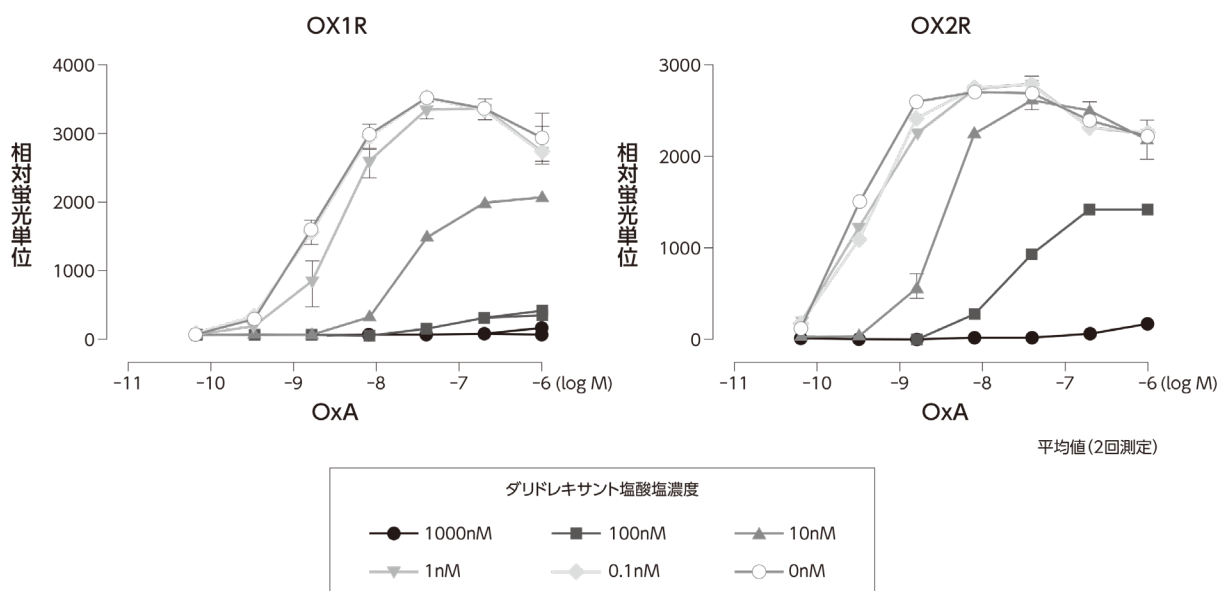 OX1R
4000
3000
2000
1000
0
相対蛍光単位
-11 -10 -9 -8 -7 -6 (log M)
OxA
OX2R
3000
2000
1000
0
相対蛍光単位
-11 -10 -9 -8 -7 -6 (log M)
OxA
平均値(2回測定)
ダリドレキサント塩酸塩濃度
1000nM 100nM 10nM
1nM 0.1nM 0nM